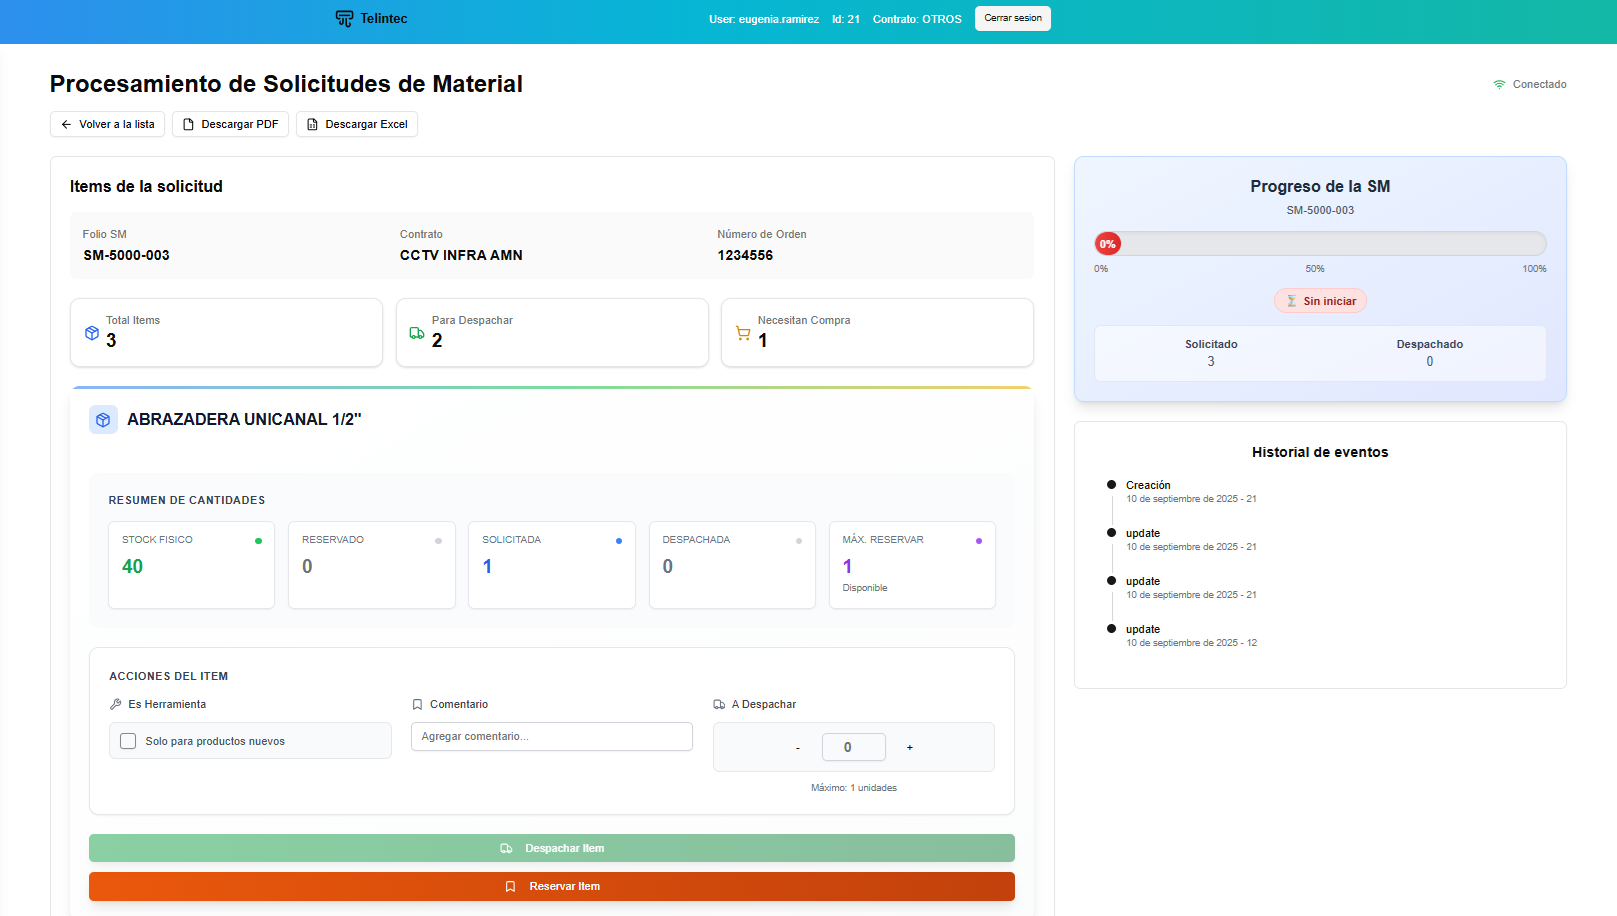 Telintec
User: eugenia.ramirez Id: 21 Contrato: OTROS
Cerrar sesion
Procesamiento de Solicitudes de Material
Conectado
Volver a la lista
Descargar PDF
Descargar Excel
Items de la solicitud
Folio SM
SM-5000-003
Contrato
CCTV INFRA AMN
Número de Orden
1234556
Total Items
3
Para Despachar
2
Necesitan Compra
1
ABRAZADERA UNICANAL 1/2"
RESUMEN DE CANTIDADES
STOCK FISICO
40
RESERVADO
0
SOLICITADA
1
DESPACHADA
0
MÁX. RESERVAR
1
Disponible
ACCIONES DEL ITEM
Es Herramienta
Solo para productos nuevos
Comentario
Agregar comentario...
A Despachar
- 0 +
Máximo: 1 unidades
Despachar Item
Reservar Item
Progreso de la SM
SM-5000-003
0%
0% 50% 100%
Sin iniciar
Solicitado
3
Despachado
0
Historial de eventos
Creación
10 de septiembre de 2025 - 21
update
10 de septiembre de 2025 - 21
update
10 de septiembre de 2025 - 21
update
10 de septiembre de 2025 - 12